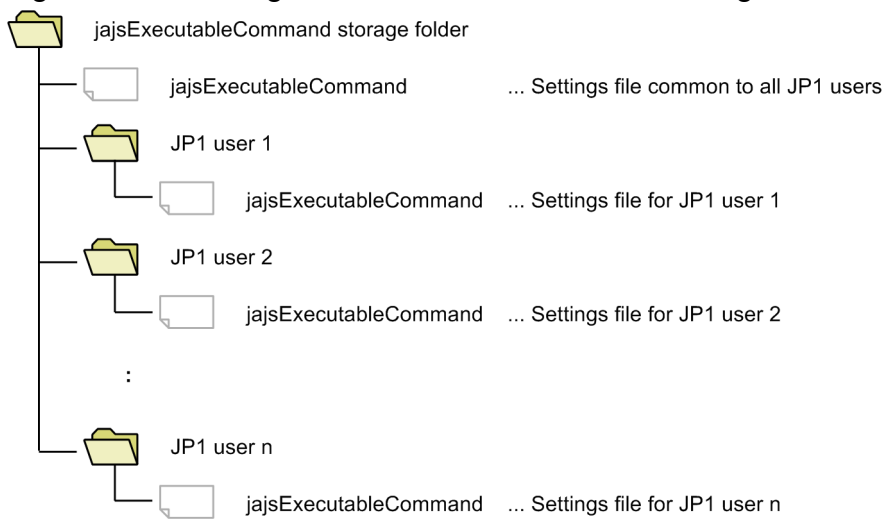 jajsExecutableCommand storage folder
jajsExecutableCommand ... Settings file common to all JP1 users
JP1 user 1
jajsExecutableCommand ... Settings file for JP1 user 1
JP1 user 2
jajsExecutableCommand ... Settings file for JP1 user 2
:
JP1 user n
jajsExecutableCommand ... Settings file for JP1 user n